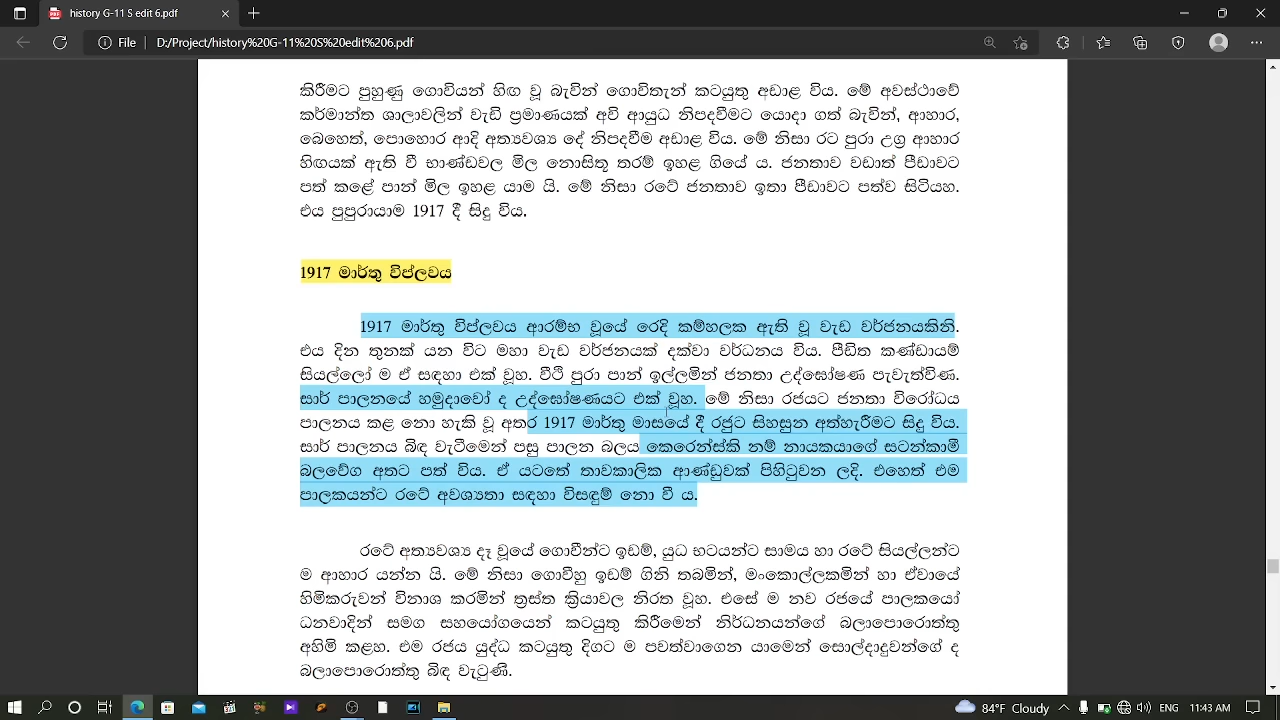 history G-11 S edit 6.pdf
File D:/Project/history%20G-11%20S%20edit%206.pdf
කිරීමට පුහුණු ගොවියන් හිඟ වූ බැවින් ගොවිතැන් කටයුතු අඩාළ විය. මේ අවස්ථාවේ
කර්මාන්ත ශාලාවලින් වැඩි ප්‍රමාණයක් අවි ආයුධ නිපදවීමට යොදා ගත් බැවින්, ආහාර,
බෙහෙත්, පොහොර ආදි අත්‍යවශ්‍ය දේ නිපදවීම අඩාළ විය. මේ නිසා රට පුරා උග්‍ර ආහාර
හිඟයක් ඇති වී භාණ්ඩවල මිල නොසිතූ තරම් ඉහළ ගියේ ය. ජනතාව වඩාත් පීඩාවට
පත් කළේ පාන් මිල ඉහළ යාම යි. මේ නිසා රටේ ජනතාව ඉතා පීඩාවට පත්ව සිටියහ.
එය පුපුරායාම 1917 දී සිදු විය.
1917 මාර්තු විප්ලවය
1917 මාර්තු විප්ලවය ආරම්භ වූයේ රෙදි කම්හලක ඇති වූ වැඩ වර්ජනයකිනි.
එය දින තුනක් යන විට මහා වැඩ වර්ජනයක් දක්වා වර්ධනය විය. පීඩිත කණ්ඩායම්
සියල්ලෝ ම ඒ සඳහා එක් වූහ. වීථි පුරා පාන් ඉල්ලමින් ජනතා උද්ඝෝෂණ පැවැත්විණ.
සාර් පාලනයේ හමුදාවෝ ද උද්ඝෝෂණයට එක් වූහ. මේ නිසා රජයට ජනතා විරෝධය
පාලනය කළ නො හැකි වූ අතර 1917 මාර්තු මාසයේ දී රජුට සිහසුන අත්හැරීමට සිදු විය.
සාර් පාලනය බිඳ වැටීමෙන් පසු පාලන බලය කෙරෙන්ස්කි නම් නායකයාගේ සටන්කාමී
බලවේග අතට පත් විය. ඒ යටතේ තාවකාලික ආණ්ඩුවක් පිහිටුවන ලදි. එහෙත් එම
පාලකයන්ට රටේ අවශ්‍යතා සඳහා විසඳුම් නො වී ය.
රටේ අත්‍යවශ්‍ය දෑ වූයේ ගොවීන්ට ඉඩම්, යුධ භටයන්ට සාමය හා රටේ සියල්ලන්ට
ම ආහාර යන්න යි. මේ නිසා ගොවීහු ඉඩම් ගිනි තබමින්, මංකොල්ලකමින් හා ඒවායේ
හිමිකරුවන් විනාශ කරමින් ත්‍රස්ත ක්‍රියාවල නිරත වූහ. එසේ ම නව රජයේ පාලකයෝ
ධනවාදින් සමග සහයෝගයෙන් කටයුතු කිරීමෙන් නිර්ධනයන්ගේ බලාපොරොත්තු
අහිමි කළහ. එම රජය යුද්ධ කටයුතු දිගට ම පවත්වාගෙන යාමෙන් සොල්දාදුවන්ගේ ද
බලාපොරොත්තු බිඳ වැටුණි.
84°F Cloudy ENG 11:43 AM